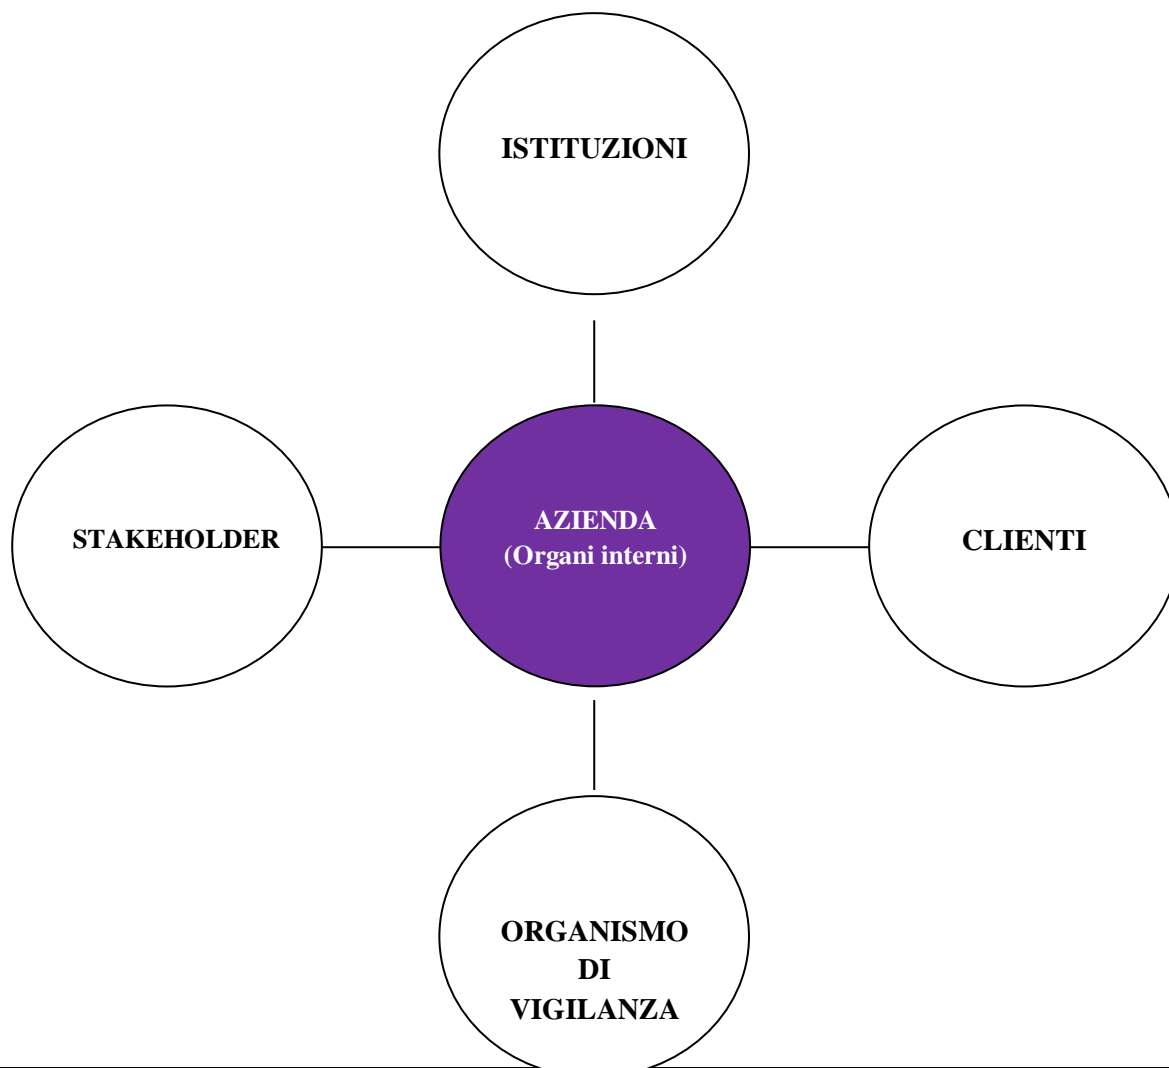 ISTITUZIONI
STAKEHOLDER
AZIENDA
(Organi interni)
CLIENTI
ORGANISMO
DI
VIGILANZA